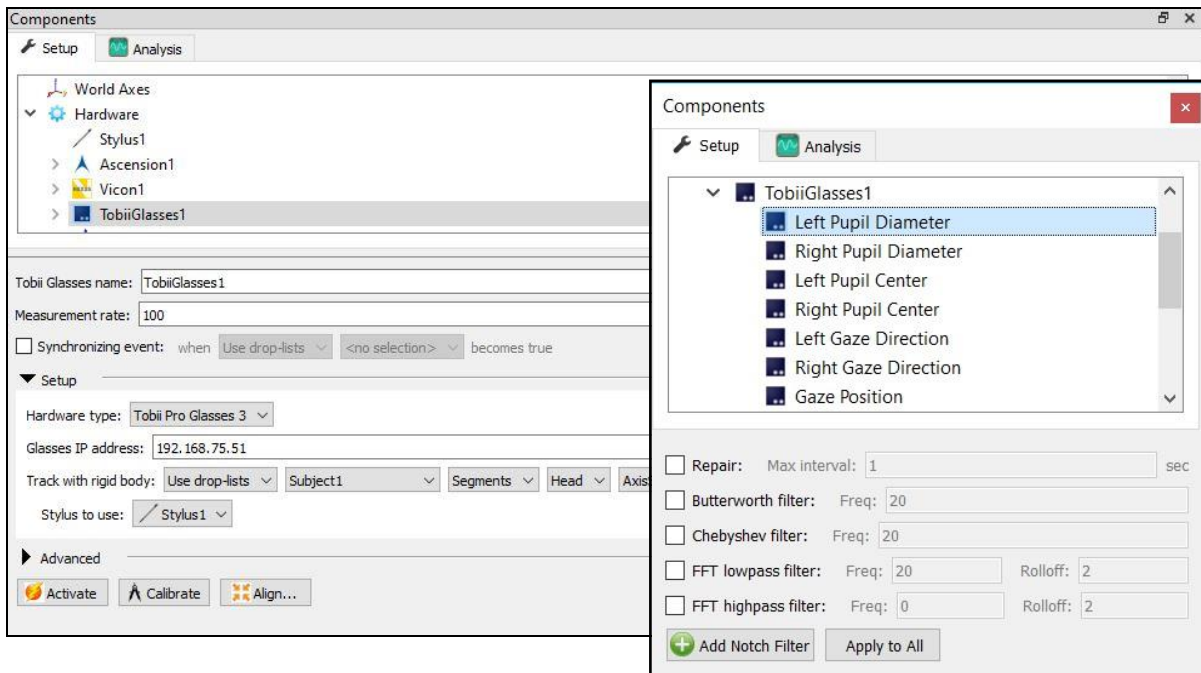 Components
Setup Analysis
World Axes
Hardware
Stylus1
Ascension1
Vicon1
TobiiGlasses1
Tobii Glasses name: TobiiGlasses1
Measurement rate: 100
Synchronizing event: when Use drop-lists <no selection> becomes true
Setup
Hardware type: Tobii Pro Glasses 3
Glasses IP address: 192.168.75.51
Track with rigid body: Use drop-lists Subject1 Segments Head
Stylus to use: Stylus1
Advanced
Activate Calibrate Align...
Components
Setup Analysis
TobiiGlasses1
Left Pupil Diameter
Right Pupil Diameter
Left Pupil Center
Right Pupil Center
Left Gaze Direction
Right Gaze Direction
Gaze Position
Repair: Max interval: 1 sec
Butterworth filter: Freq: 20
Chebyshev filter: Freq: 20
FFT lowpass filter: Freq: 20 Rolloff: 2
FFT highpass filter: Freq: 0 Rolloff: 2
Add Notch Filter Apply to All